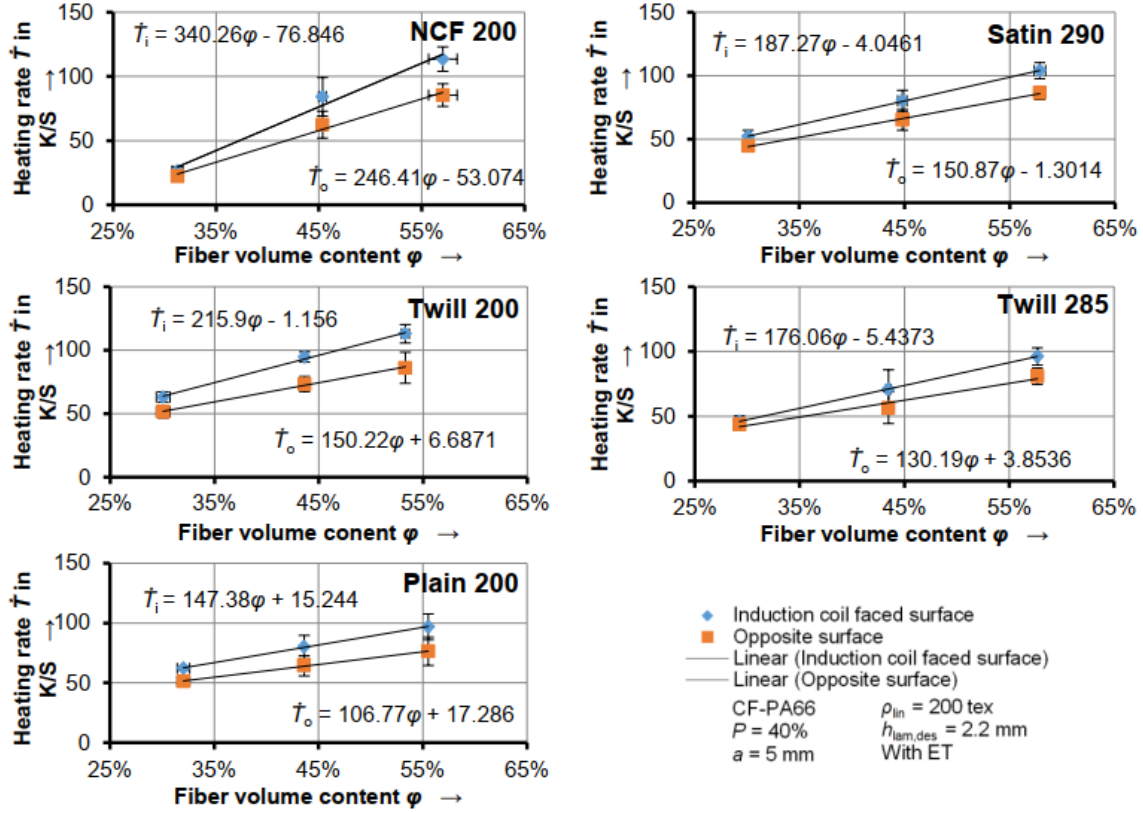 NCF 200
Ṫi = 340.26φ - 76.846
Ṫo = 246.41φ - 53.074
Heating rate Ṫ in
K/S →
150
100
50
0
25%
35%
45%
55%
65%
Fiber volume content φ →
Satin 290
Ṫi = 187.27φ - 4.0461
Ṫo = 150.87φ - 1.3014
Heating rate Ṫ in
K/S →
150
100
50
0
25%
35%
45%
55%
65%
Fiber volume content φ →
Twill 200
Ṫi = 215.9φ - 1.156
Ṫo = 150.22φ + 6.6871
Heating rate Ṫ in
K/S →
150
100
50
0
25%
35%
45%
55%
65%
Fiber volume conent φ →
Twill 285
Ṫi = 176.06φ - 5.4373
Ṫo = 130.19φ + 3.8536
Heating rate Ṫ in
K/S →
150
100
50
0
25%
35%
45%
55%
65%
Fiber volume content φ →
Plain 200
Ṫi = 147.38φ + 15.244
Ṫo = 106.77φ + 17.286
Heating rate Ṫ in
K/S →
150
100
50
0
25%
35%
45%
55%
65%
Fiber volume content φ →
Induction coil faced surface
Opposite surface
Linear (Induction coil faced surface)
Linear (Opposite surface)
CF-PA66 ρlin = 200 tex
P = 40% hlam,des = 2.2 mm
a = 5 mm With ET